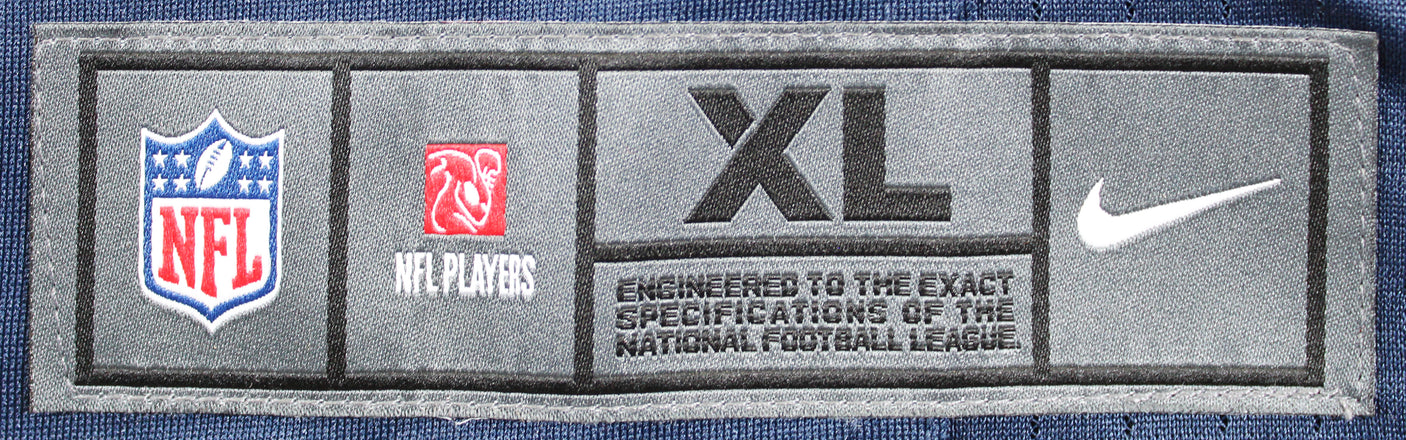 NFL
NFL PLAYERS
XL
ENGINEERED TO THE EXACT
SPECIFICATIONS OF THE
NATIONAL FOOTBALL LEAGUE.